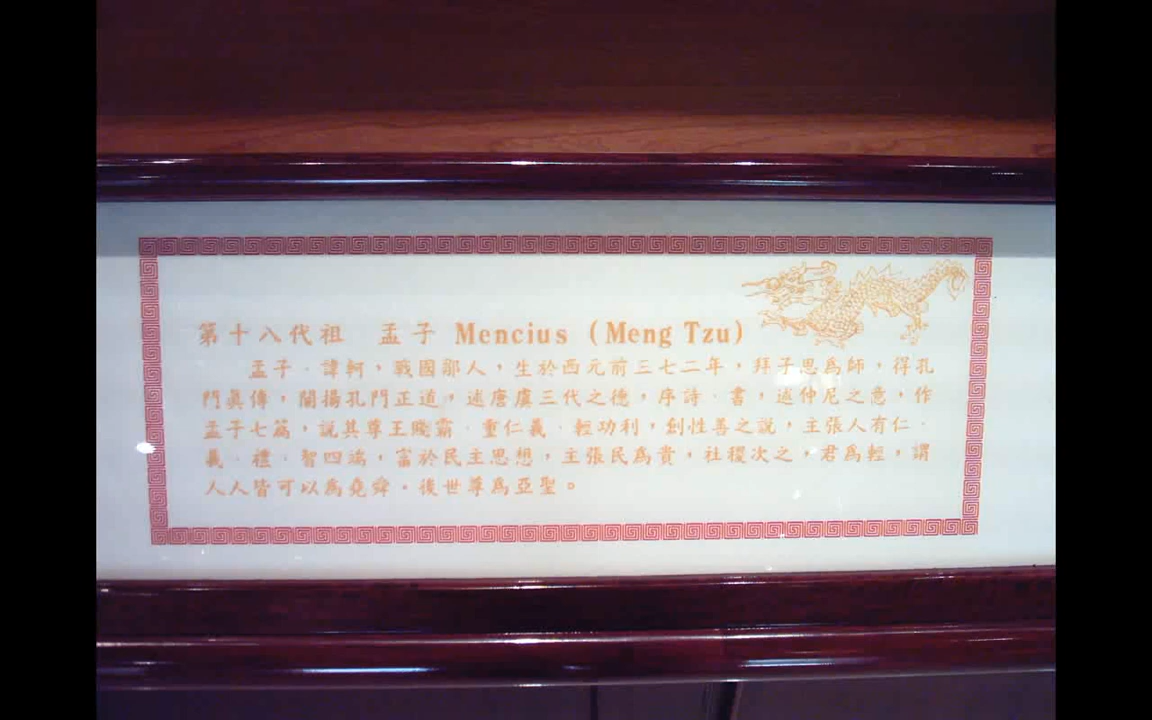 第十八代祖　孟子 Mencius (Meng Tzu)
孟子﹒諱軻，戰國鄒人，生於西元前三七二年，拜子思為師，得孔
門眞傳，闡揚孔門正道，述唐虞三代之德，序詩﹒書，述仲尼之意，作
孟子七篇，說其尊王賤霸﹒重仁義﹒輕功利，創性善之說，主張人有仁﹒
義﹒禮﹒智四端，富於民主思想，主張民為貴，社稷次之，君為輕，謂
人人皆可以為堯舜。後世尊為亞聖。